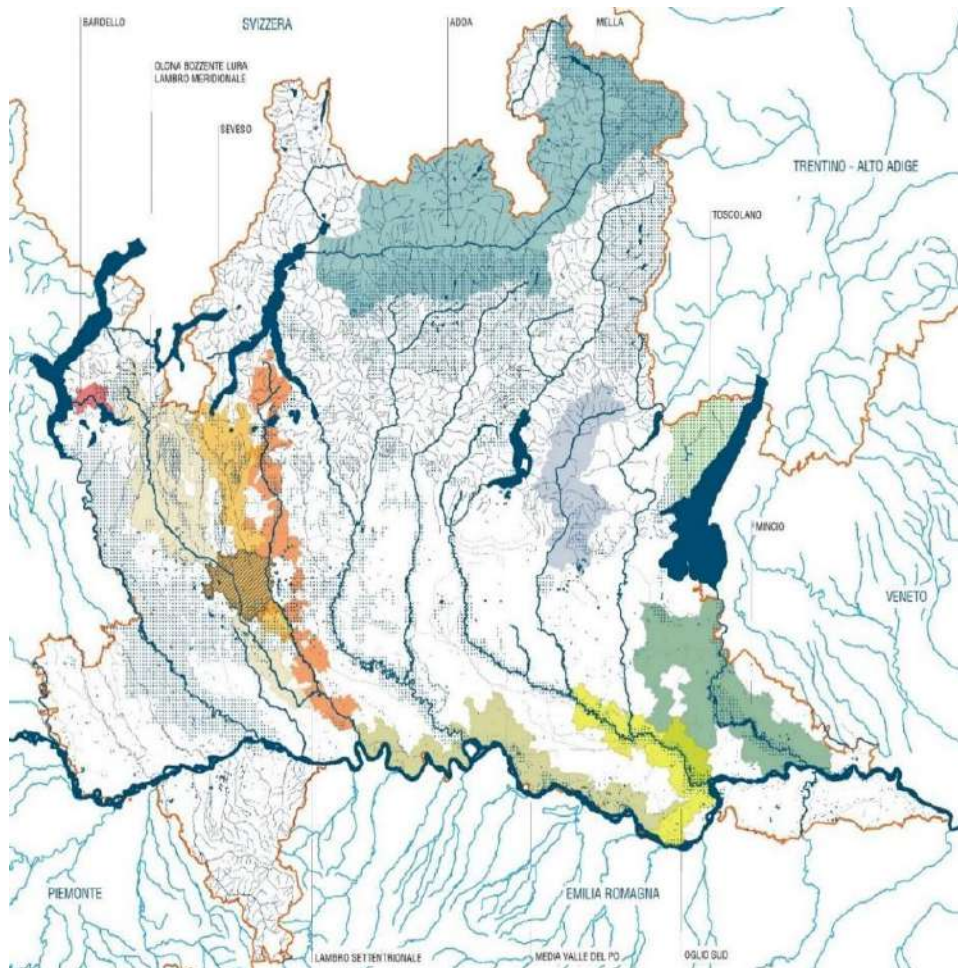 BARDELLO
SVIZZERA
ADDA
MELLA
OLONA BOZZENTE LURA
LAMBRO MERIDIONALE
SEVESO
TRENTINO - ALTO ADIGE
TOSCOLANO
MINCIO
VENETO
PIEMONTE
EMILIA ROMAGNA
LAMBRO SETTENTRIONALE
MEDIA VALLE DEL PO
OGLIO SUD